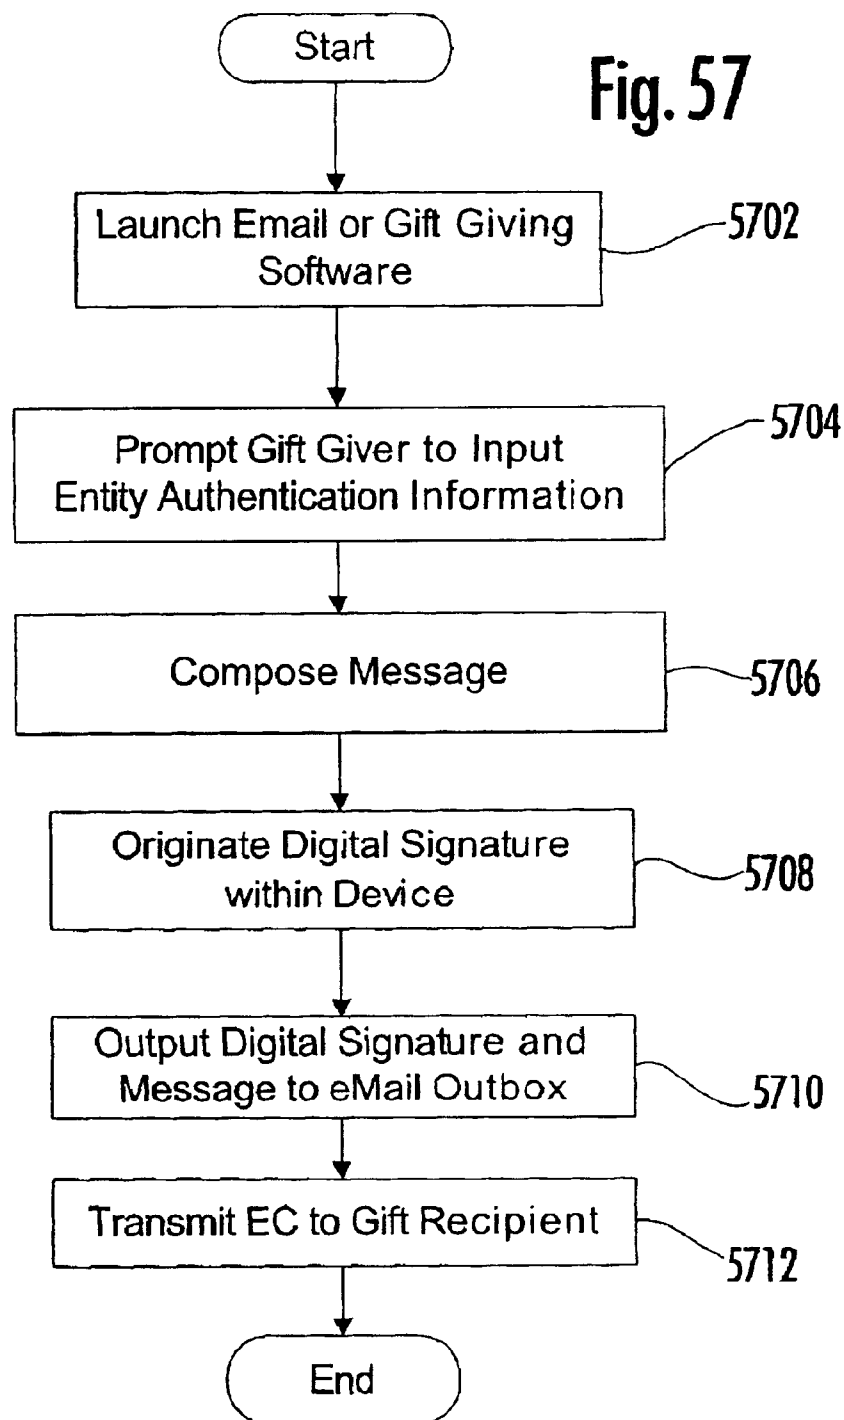 Start
Fig. 57
Launch Email or Gift Giving
Software
5702
Prompt Gift Giver to Input
Entity Authentication Information
5704
Compose Message
5706
Originate Digital Signature
within Device
5708
Output Digital Signature and
Message to eMail Outbox
5710
Transmit EC to Gift Recipient
5712
End